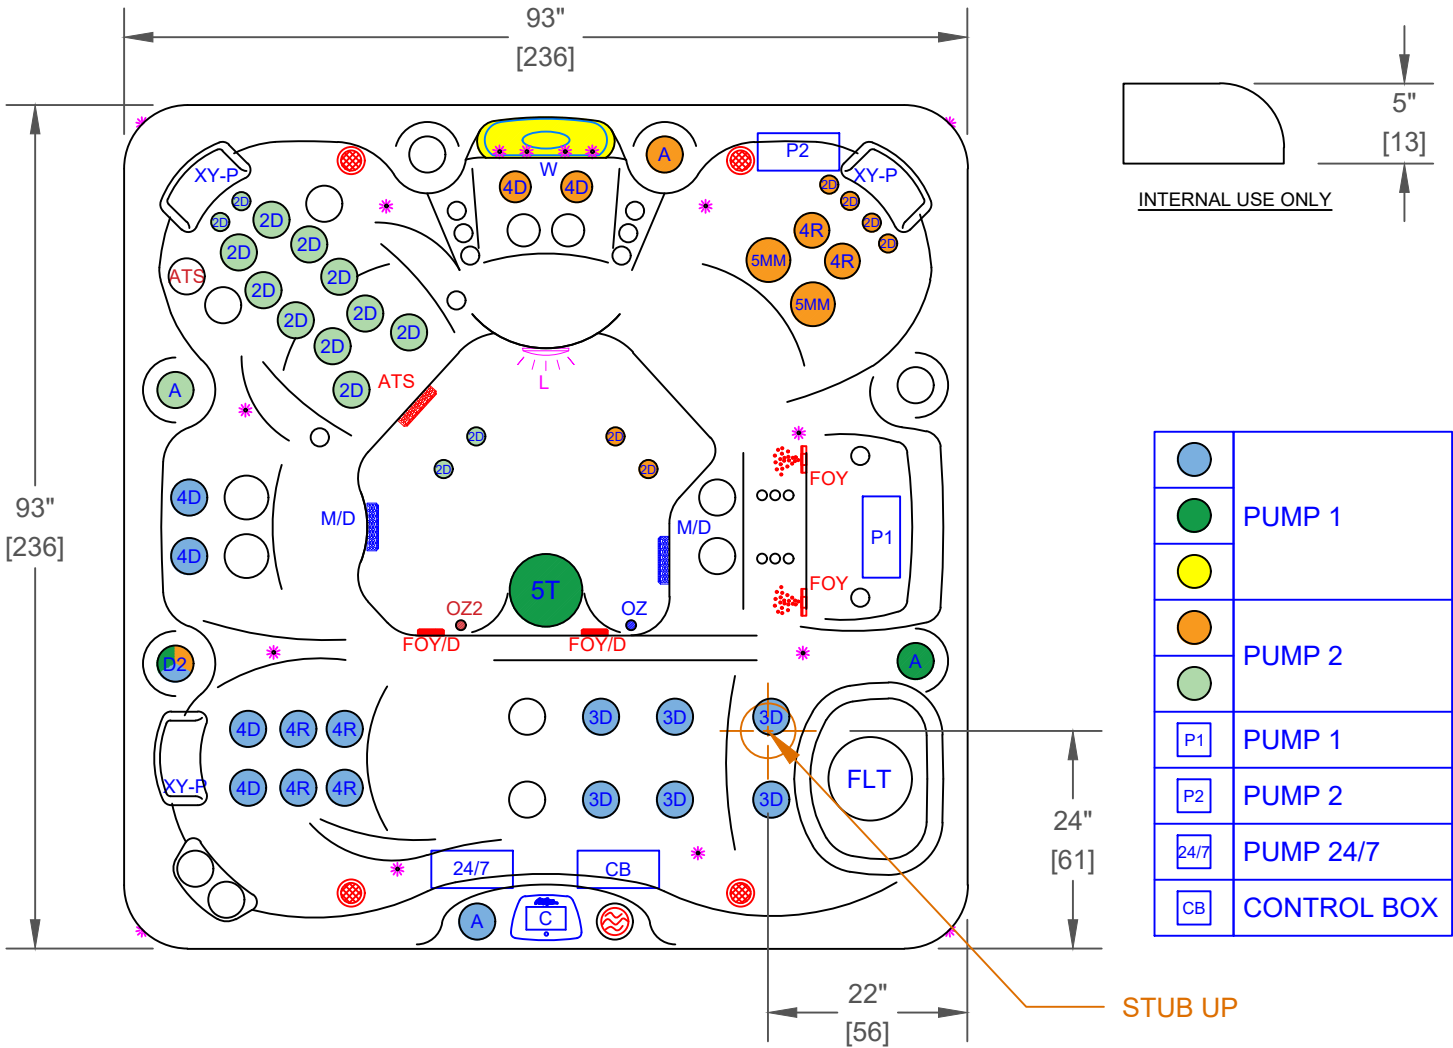 93"
[236]
5"
[13]
INTERNAL USE ONLY
P2
A
W
XY-P
XY-P
4D
4D
2D
2D
2D
2D
2D
2D
2D
2D
4R
2D
2D
2D
5MM
4R
ATS
2D
2D
5MM
2D
2D
2D
2D
2D
ATS
L
A
2D
2D
2D
2D
2D
FOY
4D
M/D
M/D
P1
93"
[236]
4D
5T
FOY
OZ2
OZ
FOY/D
FOY/D
D2
A
4D
4R
4R
3D
3D
3D
XY-P
4D
4R
4R
3D
3D
3D
FLT
24"
[61]
24/7
CB
A
C
22"
[56]
STUB UP
PUMP 1
PUMP 2
P1
PUMP 1
P2
PUMP 2
24/7
PUMP 24/7
CB
CONTROL BOX